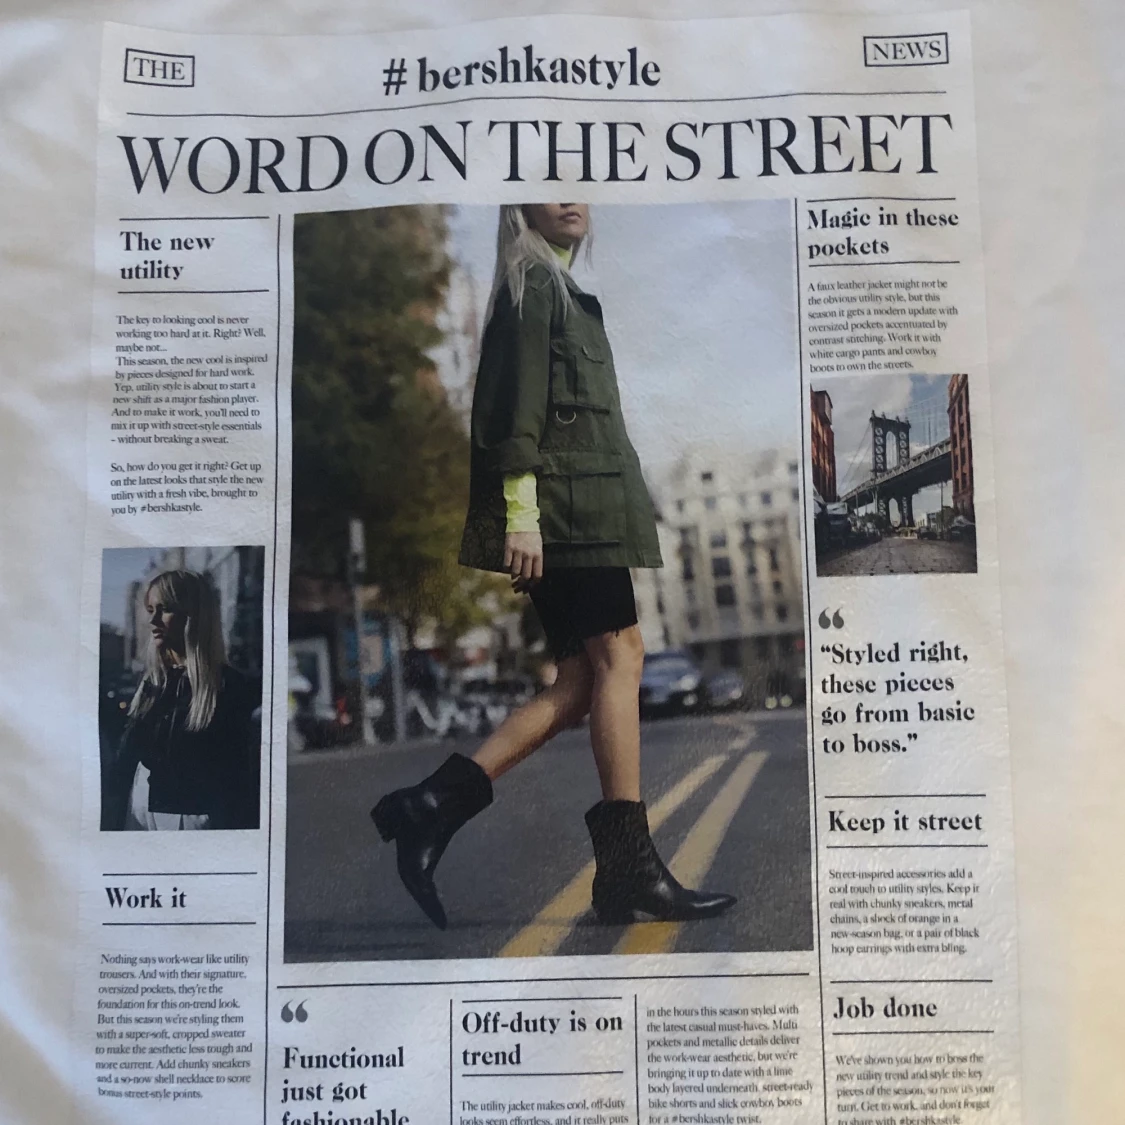 THE
# bershkastyle
NEWS
WORD ON THE STREET
The new
utility
The key to looking cool is never
working too hard at it. Right? Well,
maybe not...
This season, the new cool is inspired
by pieces designed for hard work.
Yep, utility style is about to start a
new shift as a major fashion player.
And to make it work, you'll need to
mix it up with street-style essentials
– without breaking a sweat.
So, how do you get it right? Get up
on the latest looks that style the new
utility with a fresh vibe, brought to
you by #bershkastyle.
Work it
Nothing says work-wear like utility
trousers. And with their signature,
oversized pockets, they're the
foundation for this on-trend look.
But this season we're styling them
with a super-soft, cropped sweater
to make the aesthetic less tough and
more current. Add chunky sneakers
and a so-now shell necklace to score
bonus street-style points.
“
Functional
just got
fashionable
Off-duty is on
trend
The utility jacket makes cool, off-duty
looks seem effortless, and it really puts
in the hours this season styled with
the latest casual must-haves. Multi
pockets and metallic details deliver
the work-wear aesthetic, but we're
bringing it up to date with a lime
body layered underneath, street-ready
bike shorts and slick cowboy boots
for a #bershkastyle twist.
Magic in these
pockets
A faux leather jacket might not be
the obvious utility style, but this
season it gets a modern update with
oversized pockets accentuated by
contrast stitching. Work it with
white cargo pants and cowboy
boots to own the streets.
“
“Styled right,
these pieces
go from basic
to boss.”
Keep it street
Street-inspired accessories add a
cool touch to utility styles. Keep it
real with chunky sneakers, metal
chains, a shock of orange in a
new-season bag, or a pair of black
hoop earrings with extra bling.
Job done
We've shown you how to boss the
new utility trend and style the key
pieces of the season, so now it's your
turn. Get to work, and don't forget
to share with #bershkastyle.